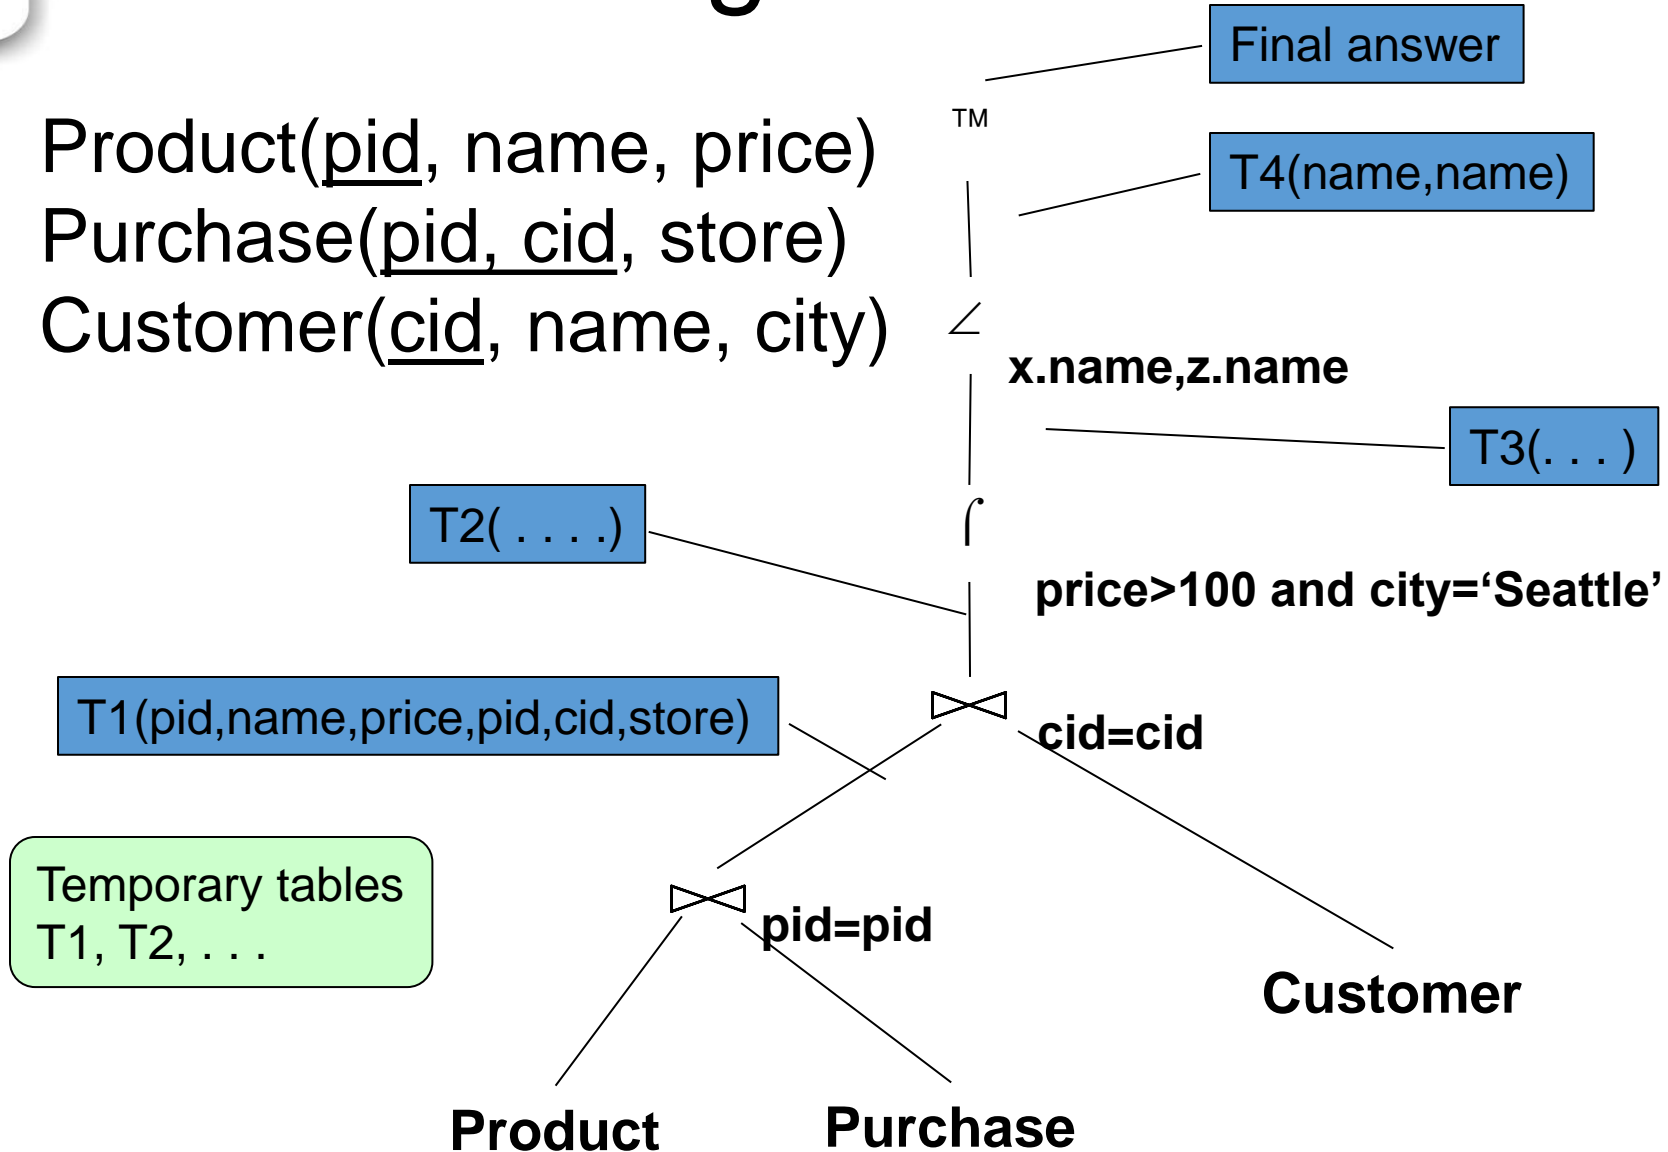 Final answer
Product(pid, name, price)
Purchase(pid, cid, store)
Customer(cid, name, city)
TM
T4(name,name)
∠
x.name,z.name
T3(. . . )
T2( . . . .)
⌠
price>100 and city=‘Seattle’
T1(pid,name,price,pid,cid,store)
cid=cid
Temporary tables
T1, T2, . . .
pid=pid
Customer
Product
Purchase